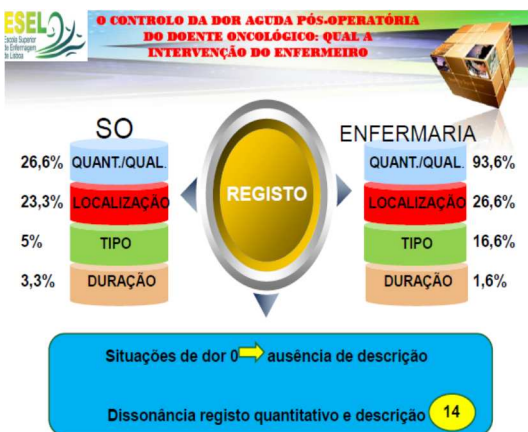 ESEL
Escola Superior
de Enfermagem
de Lisboa
O CONTROLO DA DOR AGUDA PÓS-OPERATÓRIA
DO DOENTE ONCOLÓGICO: QUAL A
INTERVENÇÃO DO ENFERMEIRO
SO
26,6% QUANT./QUAL.
23,3% LOCALIZAÇÃO
5% TIPO
3,3% DURAÇÃO
REGISTO
ENFERMARIA
QUANT./QUAL. 93,6%
LOCALIZAÇÃO 26,6%
TIPO 16,6%
DURAÇÃO 1,6%
Situações de dor 0 ausência de descrição
Dissonância registo quantitativo e descrição 14